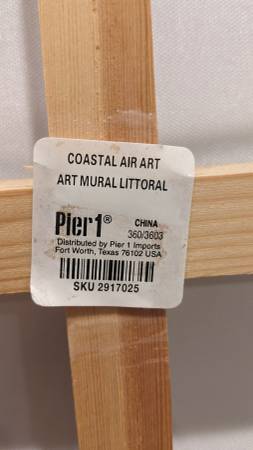 COASTAL AIR ART
ART MURAL LITTORAL
Pier1® CHINA
360/3603
Distributed by Pier 1 Imports
Fort Worth, Texas 76102 USA
SKU 2917025